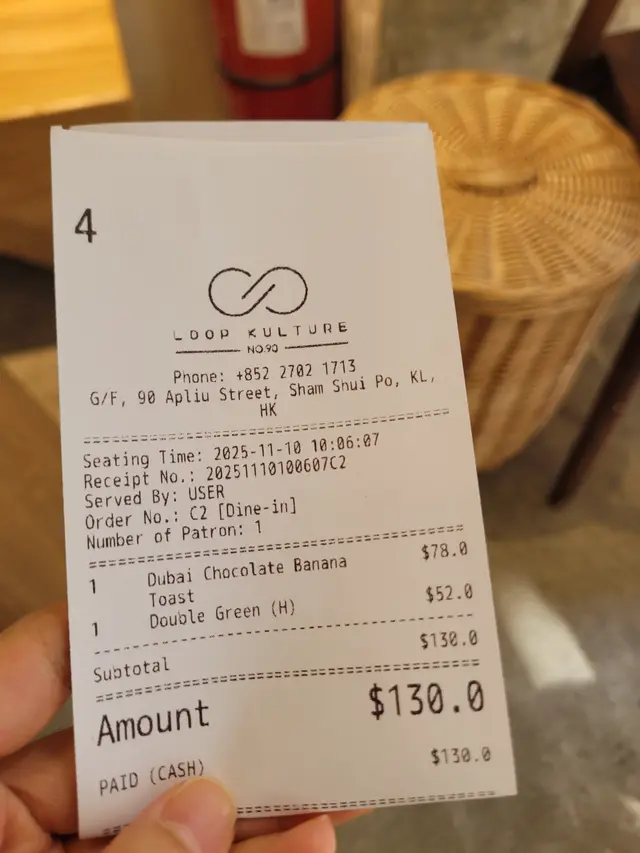 4
LOOP KULTURE
NO.90
Phone: +852 2702 1713
G/F, 90 Apliu Street, Sham Shui Po, KL,
HK
Seating Time: 2025-11-10 10:06:07
Receipt No.: 20251110100607C2
Served By: USER
Order No.: C2 [Dine-in]
Number of Patron: 1
1 Dubai Chocolate Banana $78.0
Toast
1 Double Green (H) $52.0
Subtotal $130.0
Amount $130.0
PAID (CASH) $130.0